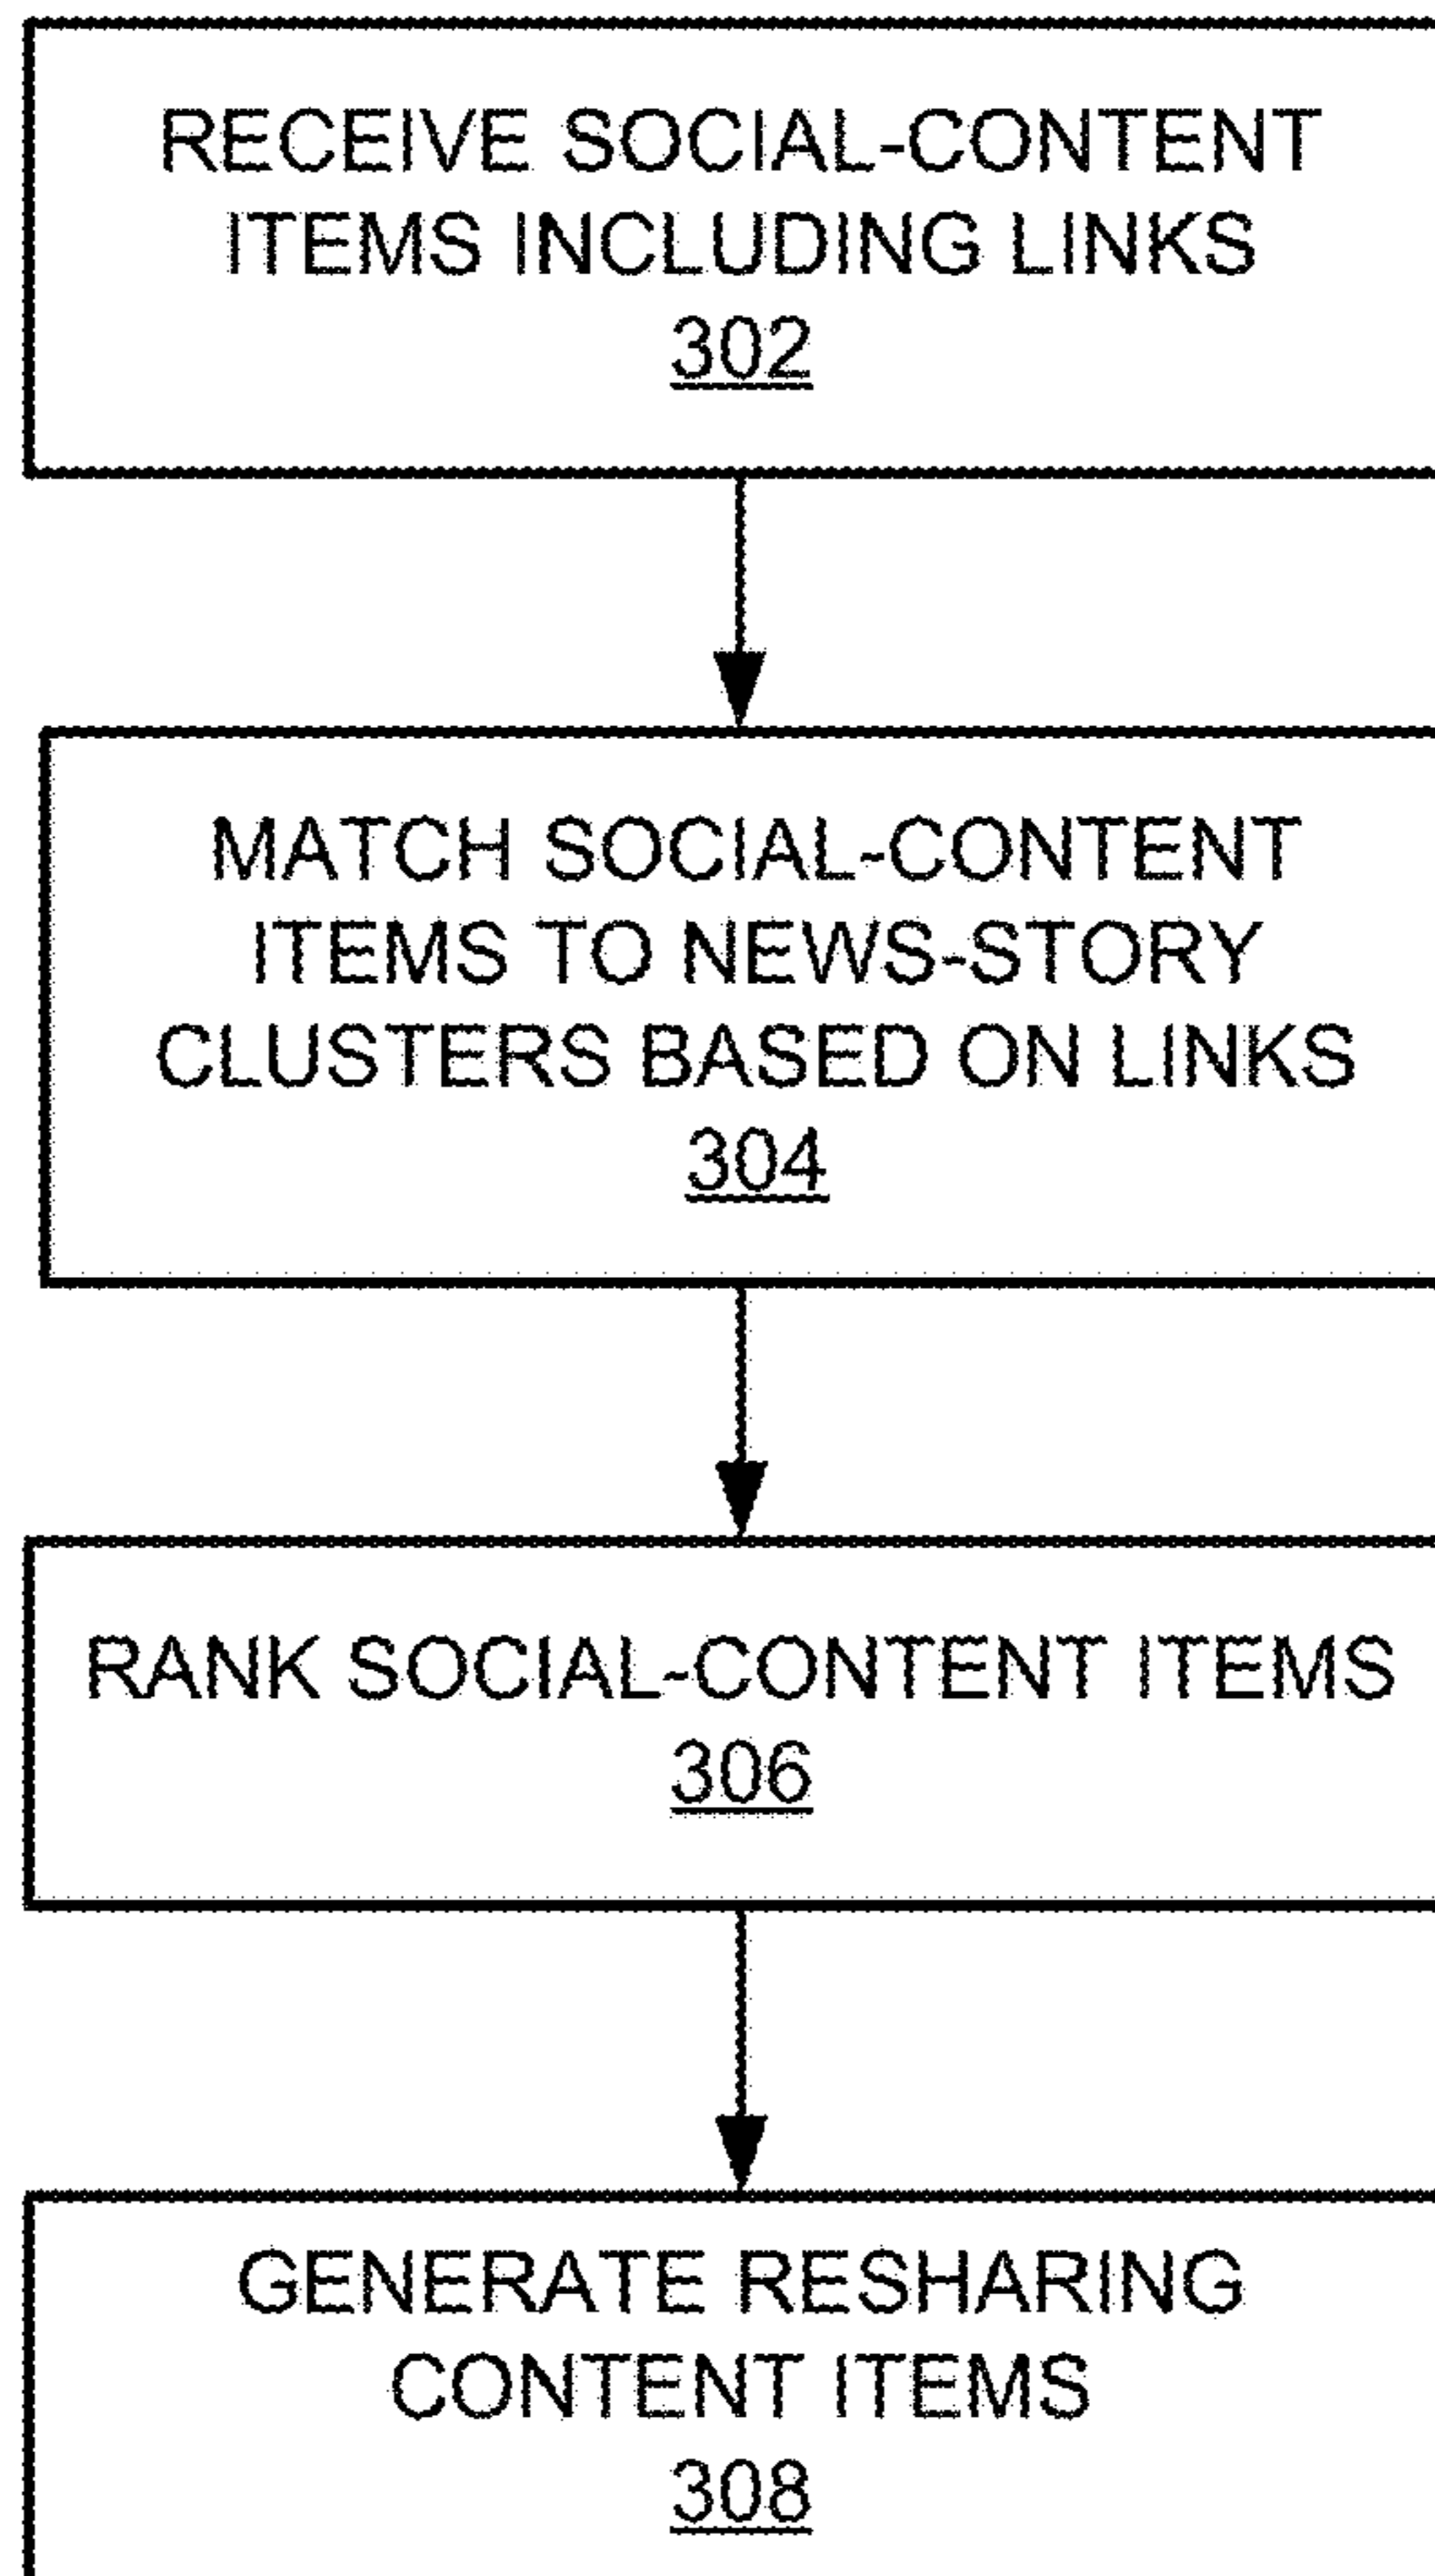 RECEIVE SOCIAL-CONTENT
ITEMS INCLUDING LINKS
302
MATCH SOCIAL-CONTENT
ITEMS TO NEWS-STORY
CLUSTERS BASED ON LINKS
304
RANK SOCIAL-CONTENT ITEMS
306
GENERATE RESHARING
CONTENT ITEMS
308